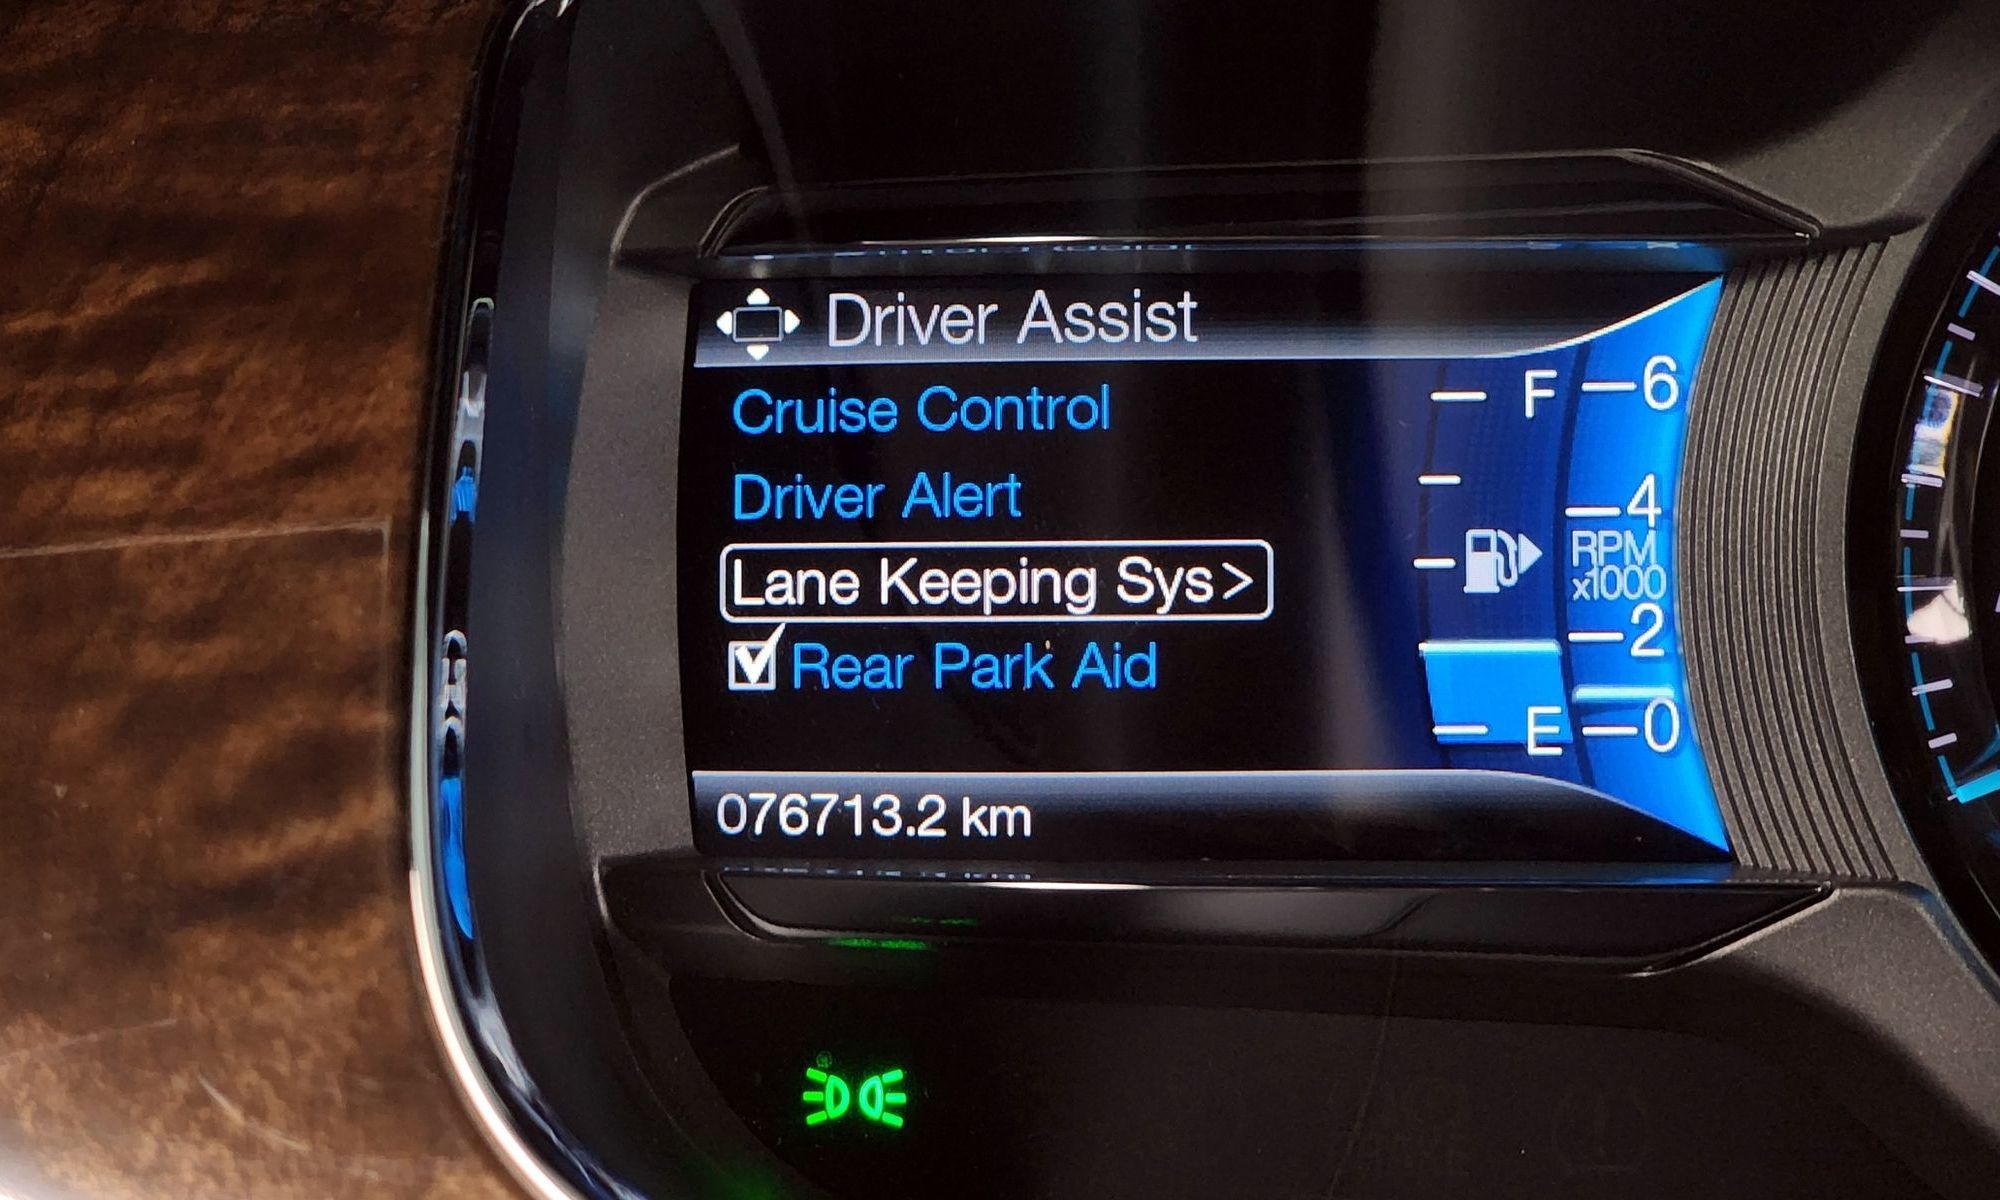 Driver Assist
Cruise Control
Driver Alert
Lane Keeping Sys >
Rear Park Aid
076713.2 km
F
E
6
4
RPM
x1000
2
0